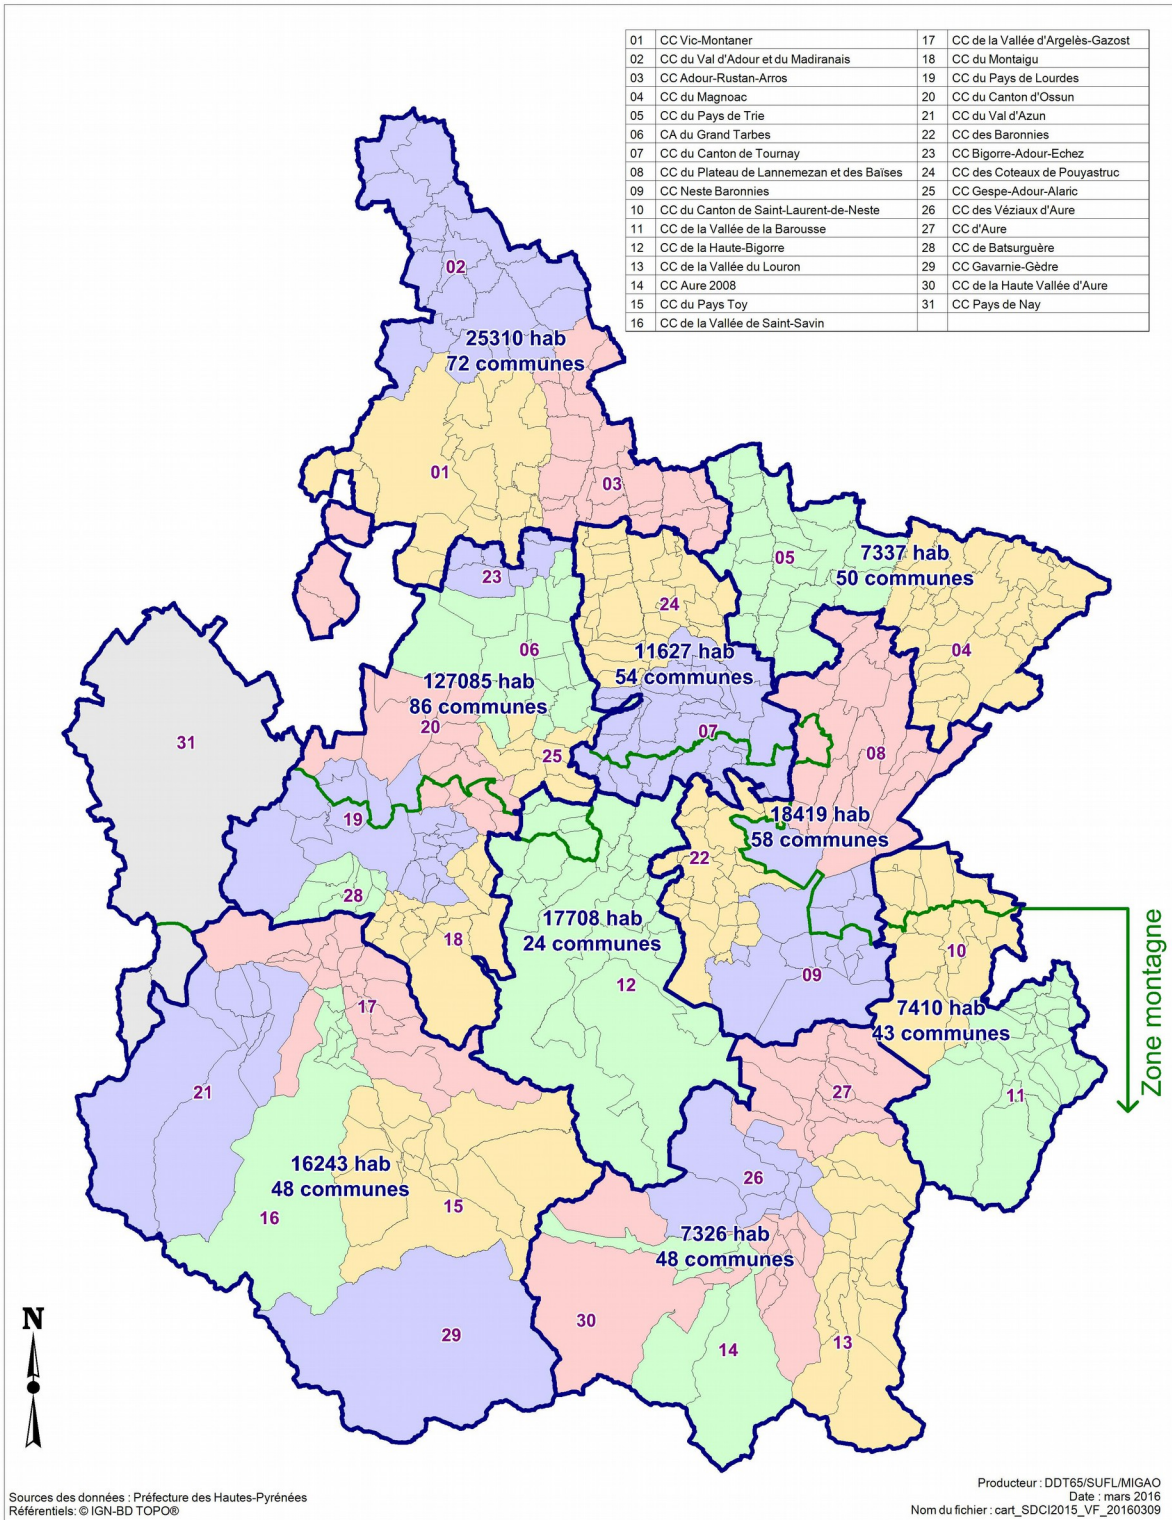 01 CC Vic-Montaner 17 CC de la Vallée d'Argelès-Gazost
02 CC du Val d'Adour et du Madiranais 18 CC du Montaigu
03 CC Adour-Rustan-Arros 19 CC du Pays de Lourdes
04 CC du Magnoac 20 CC du Canton d'Ossun
05 CC du Pays de Trie 21 CC du Val d'Azun
06 CA du Grand Tarbes 22 CC des Baronnies
07 CC du Canton de Tournay 23 CC Bigorre-Adour-Echez
08 CC du Plateau de Lannemezan et des Baïses 24 CC des Coteaux de Pouyastruc
09 CC Neste Baronnies 25 CC Gespe-Adour-Alaric
10 CC du Canton de Saint-Laurent-de-Neste 26 CC des Véziaux d'Aure
11 CC de la Vallée de la Barousse 27 CC d'Aure
12 CC de la Haute-Bigorre 28 CC de Batsurguère
13 CC de la Vallée du Louron 29 CC Gavarnie-Gèdre
14 CC Aure 2008 30 CC de la Haute Vallée d'Aure
15 CC du Pays Toy 31 CC Pays de Nay
16 CC de la Vallée de Saint-Savin
02
25310 hab
72 communes
01
03
05
7337 hab
50 communes
23
24
04
06
11627 hab
54 communes
127085 hab
86 communes
20
07
31
25
08
19
18419 hab
58 communes
22
28
17708 hab
24 communes
18
10
09
12
17
7410 hab
43 communes
Zone montagne
21
27
11
16243 hab
48 communes
26
15
16
7326 hab
48 communes
30
29
13
14
N
Sources des données : Préfecture des Hautes-Pyrénées
Référentiels: © IGN-BD TOPO®
Producteur : DDT65/SUFL/MIGAO
Date : mars 2016
Nom du fichier : cart_SDCI2015_VF_20160309